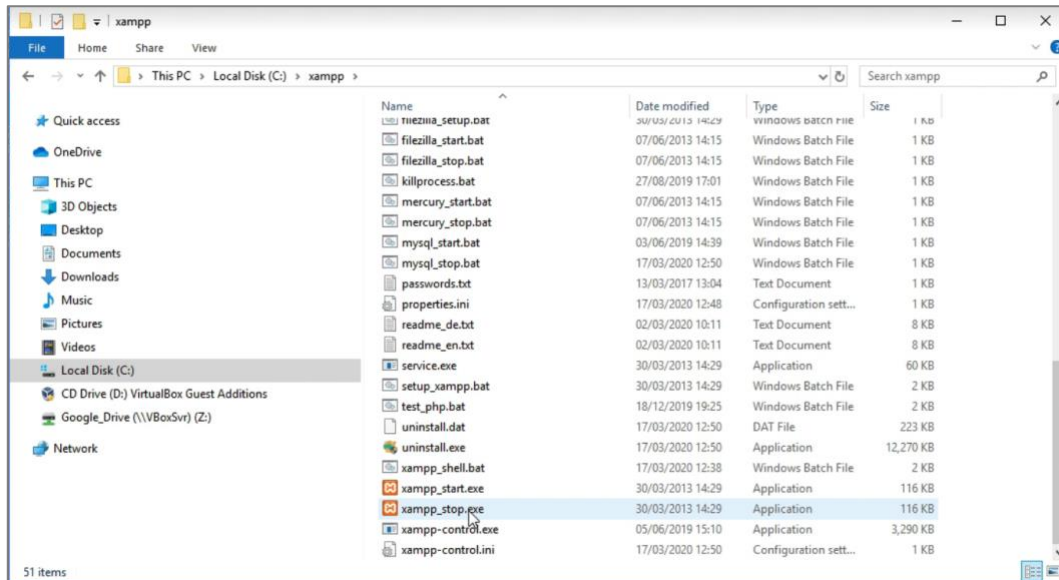 xampp
File Home Share View
This PC > Local Disk (C:) > xampp >
Search xampp
Quick access
OneDrive
This PC
3D Objects
Desktop
Documents
Downloads
Music
Pictures
Videos
Local Disk (C:)
CD Drive (D:) VirtualBox Guest Additions
Google_Drive (\\VBoxSvr) (Z:)
Network
Name Date modified Type Size
filezilla_setup.bat 30/03/2013 14:29 Windows Batch File 1 KB
filezilla_start.bat 07/06/2013 14:15 Windows Batch File 1 KB
filezilla_stop.bat 07/06/2013 14:15 Windows Batch File 1 KB
killprocess.bat 27/08/2019 17:01 Windows Batch File 1 KB
mercury_start.bat 07/06/2013 14:15 Windows Batch File 1 KB
mercury_stop.bat 07/06/2013 14:15 Windows Batch File 1 KB
mysql_start.bat 03/06/2019 14:39 Windows Batch File 1 KB
mysql_stop.bat 17/03/2020 12:50 Windows Batch File 1 KB
passwords.txt 13/03/2017 13:04 Text Document 1 KB
properties.ini 17/03/2020 12:48 Configuration sett... 1 KB
readme_de.txt 02/03/2020 10:11 Text Document 8 KB
readme_en.txt 02/03/2020 10:11 Text Document 8 KB
service.exe 30/03/2013 14:29 Application 60 KB
setup_xampp.bat 30/03/2013 14:29 Windows Batch File 2 KB
test_php.bat 18/12/2019 19:25 Windows Batch File 2 KB
uninstall.dat 17/03/2020 12:50 DAT File 223 KB
uninstall.exe 17/03/2020 12:50 Application 12,270 KB
xampp_shell.bat 17/03/2020 12:38 Windows Batch File 2 KB
xampp_start.exe 30/03/2013 14:29 Application 116 KB
xampp_stop.exe 30/03/2013 14:29 Application 116 KB
xampp-control.exe 05/06/2019 15:10 Application 3,290 KB
xampp-control.ini 17/03/2020 12:50 Configuration sett... 1 KB
51 items